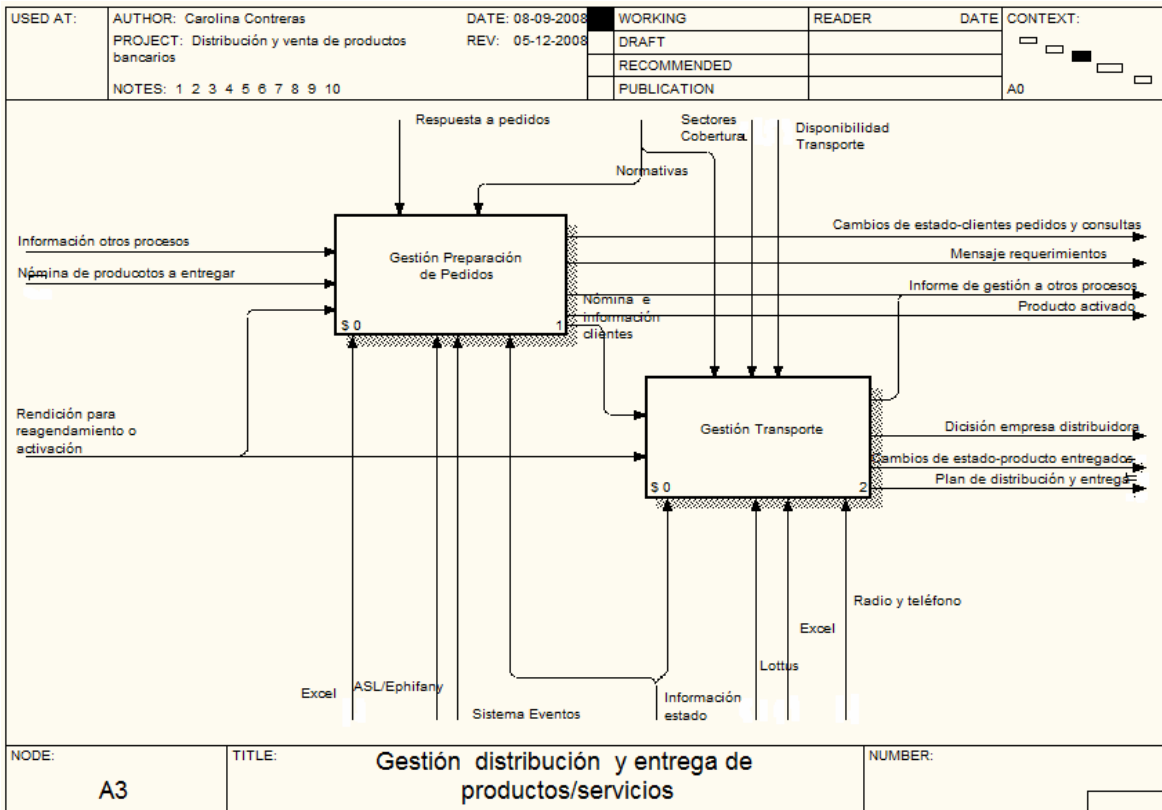 USED AT:
AUTHOR: Carolina Contreras
DATE: 08-09-2008
PROJECT: Distribución y venta de productos
bancarios
REV: 05-12-2008
NOTES: 1 2 3 4 5 6 7 8 9 10
WORKING
DRAFT
RECOMMENDED
PUBLICATION
READER
DATE
CONTEXT:
A0
Respuesta a pedidos
Sectores
Cobertura
Disponibilidad
Transporte
Normativas
Información otros procesos
Nómina de producotos a entregar
Gestión Preparación
de Pedidos
$ 0
1
Cambios de estado-clientes pedidos y consultas
Mensaje requerimientos
Informe de gestión a otros procesos
Producto activado
Nómina e
información
clientes
Rendición para
reagendamiento o
activación
Gestión Transporte
$ 0
2
Dicisión empresa distribuidora
Cambios de estado-producto entregados
Plan de distribución y entrega
Radio y teléfono
Excel
Lottus
Excel
ASL/Ephifany
Sistema Eventos
Información
estado
NODE:
A3
TITLE:
Gestión distribución y entrega de
productos/servicios
NUMBER: